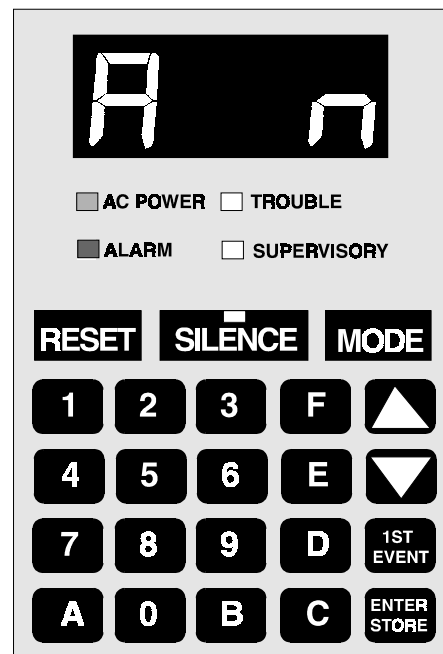 A n
AC POWER TROUBLE
ALARM SUPERVISORY
RESET SILENCE MODE
1 2 3 F
4 5 6 E
7 8 9 D 1ST EVENT
A 0 B C ENTER STORE